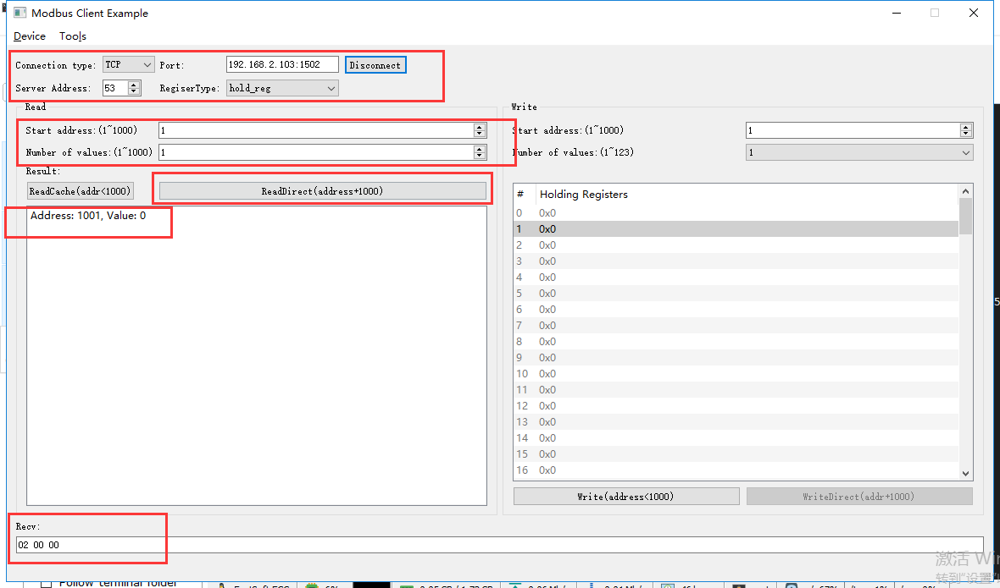 Modbus Client Example
Device Tools
Connection type: TCP Port: 192.168.2.103:1502 Disconnect
Server Address: 53 RegiserType: hold_reg
Read
Start address:(1~1000) 1
Number of values:(1~1000) 1
Result:
ReadCache(addr<1000) ReadDirect(address+1000)
Address: 1001, Value: 0
Write
Start address:(1~1000) 1
umber of values:(1~123) 1
# Holding Registers
0 0x0
1 0x0
2 0x0
3 0x0
4 0x0
5 0x0
6 0x0
7 0x0
8 0x0
9 0x0
10 0x0
11 0x0
12 0x0
13 0x0
14 0x0
15 0x0
16 0x0
Write(address<1000) WriteDirect(addr+1000)
Recv:
02 00 00
激活 Win
转到"设置"
Follow terminal folder